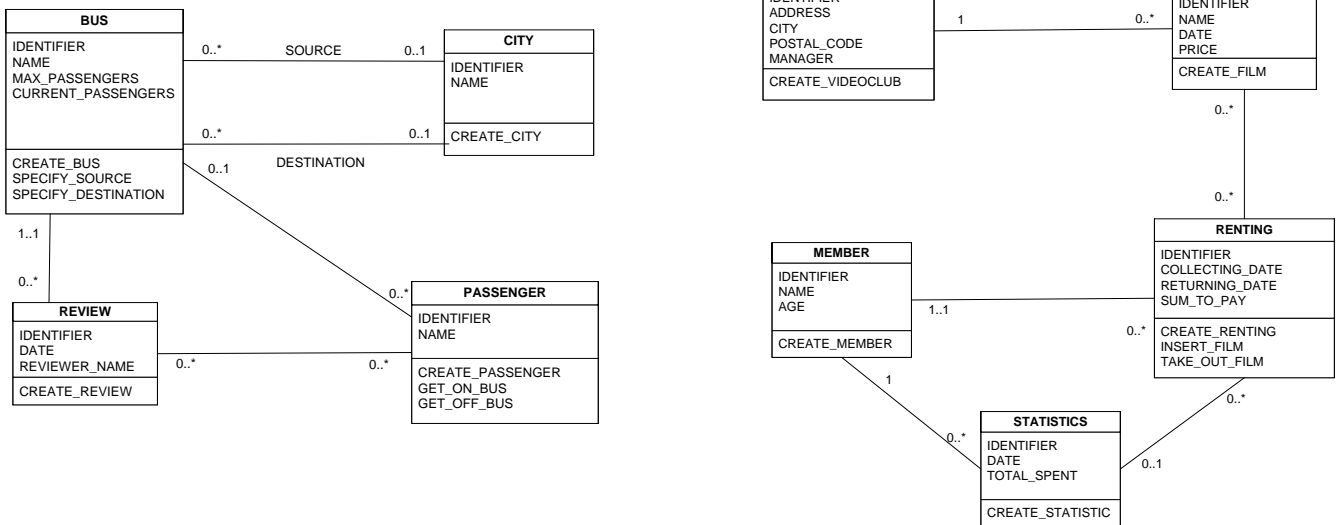 BUS
IDENTIFIER
NAME
MAX_PASSENGERS
CURRENT_PASSENGERS
CREATE_BUS
SPECIFY_SOURCE
SPECIFY_DESTINATION
0..*
SOURCE
0..1
CITY
IDENTIFIER
NAME
CREATE_CITY
0..*
0..1
DESTINATION
0..1
1..1
0..*
0..*
REVIEW
IDENTIFIER
DATE
REVIEWER_NAME
CREATE_REVIEW
0..*
0..*
PASSENGER
IDENTIFIER
NAME
CREATE_PASSENGER
GET_ON_BUS
GET_OFF_BUS
IDENTIFIER
ADDRESS
CITY
POSTAL_CODE
MANAGER
CREATE_VIDEOCLUB
1
0..*
IDENTIFIER
NAME
DATE
PRICE
CREATE_FILM
0..*
0..*
RENTING
IDENTIFIER
COLLECTING_DATE
RETURNING_DATE
SUM_TO_PAY
CREATE_RENTING
INSERT_FILM
TAKE_OUT_FILM
MEMBER
IDENTIFIER
NAME
AGE
CREATE_MEMBER
1..1
0..*
1
0..*
0..*
0..1
STATISTICS
IDENTIFIER
DATE
TOTAL_SPENT
CREATE_STATISTIC